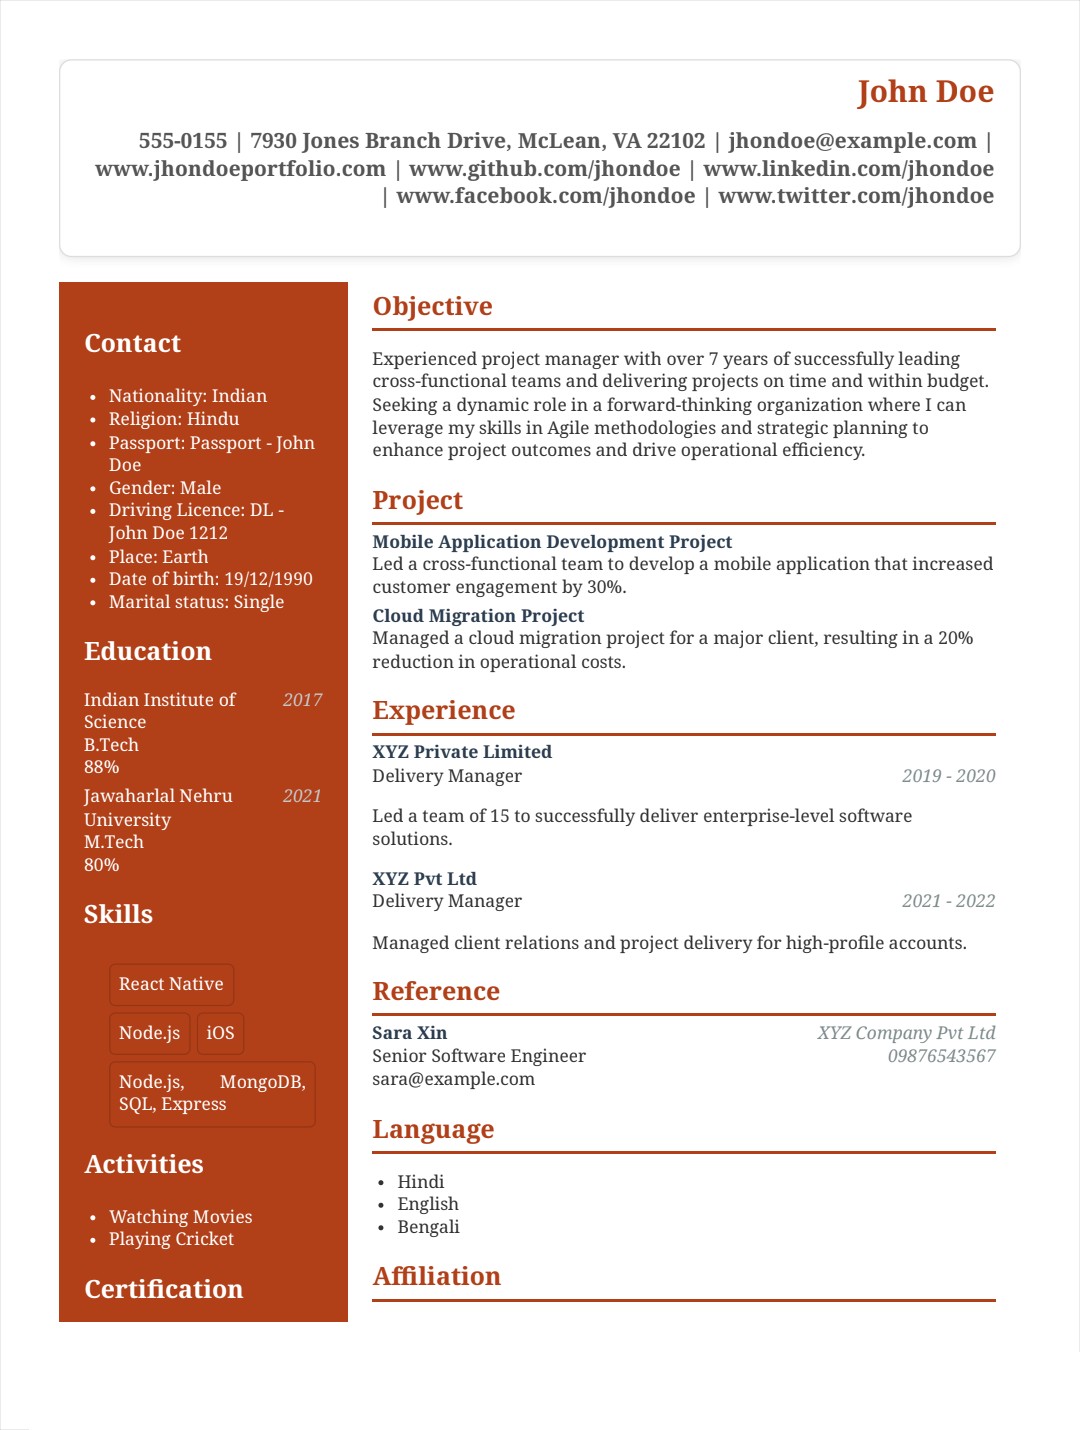 John Doe
555-0155 | 7930 Jones Branch Drive, McLean, VA 22102 | jhondoe@example.com |
www.jhondoeportfolio.com | www.github.com/jhondoe | www.linkedin.com/jhondoe
| www.facebook.com/jhondoe | www.twitter.com/jhondoe
Contact
• Nationality: Indian
• Religion: Hindu
• Passport: Passport - John
Doe
• Gender: Male
• Driving Licence: DL -
John Doe 1212
• Place: Earth
• Date of birth: 19/12/1990
• Marital status: Single
Education
Indian Institute of 2017
Science
B.Tech
88%
Jawaharlal Nehru 2021
University
M.Tech
80%
Skills
React Native
Node.js iOS
Node.js, MongoDB,
SQL, Express
Activities
• Watching Movies
• Playing Cricket
Certification
Objective
Experienced project manager with over 7 years of successfully leading
cross-functional teams and delivering projects on time and within budget.
Seeking a dynamic role in a forward-thinking organization where I can
leverage my skills in Agile methodologies and strategic planning to
enhance project outcomes and drive operational efficiency.
Project
Mobile Application Development Project
Led a cross-functional team to develop a mobile application that increased
customer engagement by 30%.
Cloud Migration Project
Managed a cloud migration project for a major client, resulting in a 20%
reduction in operational costs.
Experience
XYZ Private Limited
Delivery Manager 2019 - 2020
Led a team of 15 to successfully deliver enterprise-level software
solutions.
XYZ Pvt Ltd
Delivery Manager 2021 - 2022
Managed client relations and project delivery for high-profile accounts.
Reference
Sara Xin XYZ Company Pvt Ltd
Senior Software Engineer 09876543567
sara@example.com
Language
• Hindi
• English
• Bengali
Affiliation